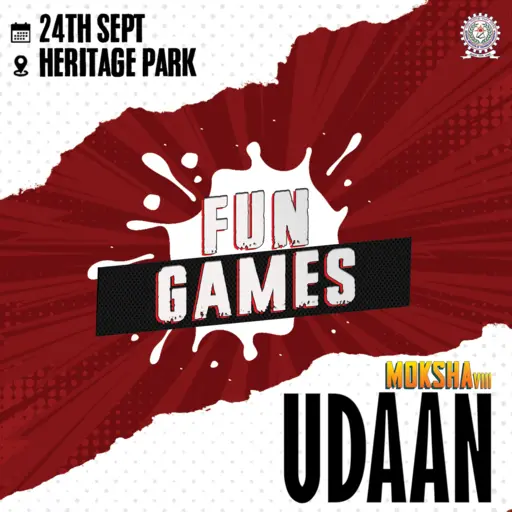 24TH SEPT
HERITAGE PARK
FUN
GAMES
MOKSHA VIII
UDAAN